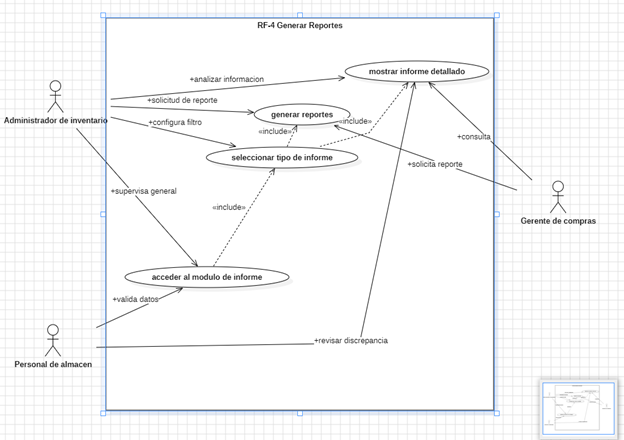 RF-4 Generar Reportes
mostrar informe detallado
+analizar informacion
+solicitud de reporte
generar reportes
Administrador de inventario
+configura filtro
«include»
«include»
+consulta
seleccionar tipo de informe
+solicita reporte
+supervisa general
«include»
Gerente de compras
acceder al modulo de informe
+valida datos
+revisar discrepancia
Personal de almacen